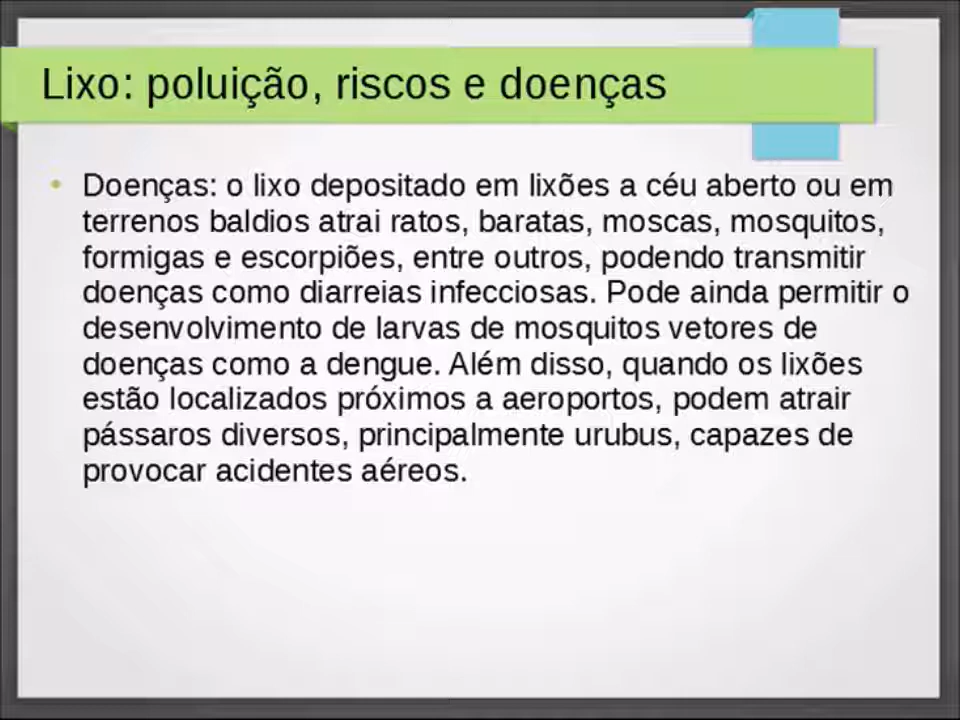 Lixo: poluição, riscos e doenças
• Doenças: o lixo depositado em lixões a céu aberto ou em
terrenos baldios atrai ratos, baratas, moscas, mosquitos,
formigas e escorpiões, entre outros, podendo transmitir
doenças como diarreias infecciosas. Pode ainda permitir o
desenvolvimento de larvas de mosquitos vetores de
doenças como a dengue. Além disso, quando os lixões
estão localizados próximos a aeroportos, podem atrair
pássaros diversos, principalmente urubus, capazes de
provocar acidentes aéreos.